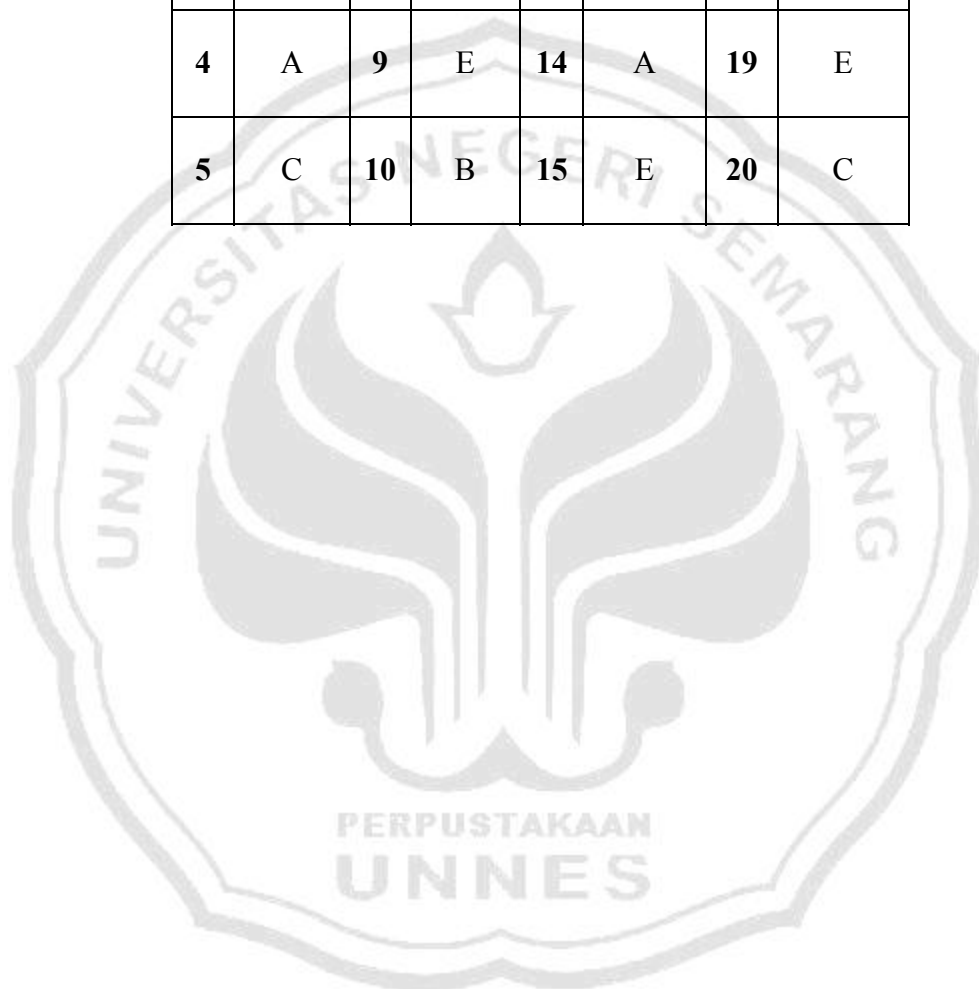 4 A 9 E 14 A 19 E
5 C 10 B 15 E 20 C
UNIVERSITAS NEGERI SEMARANG
PERPUSTAKAAN
UNNES